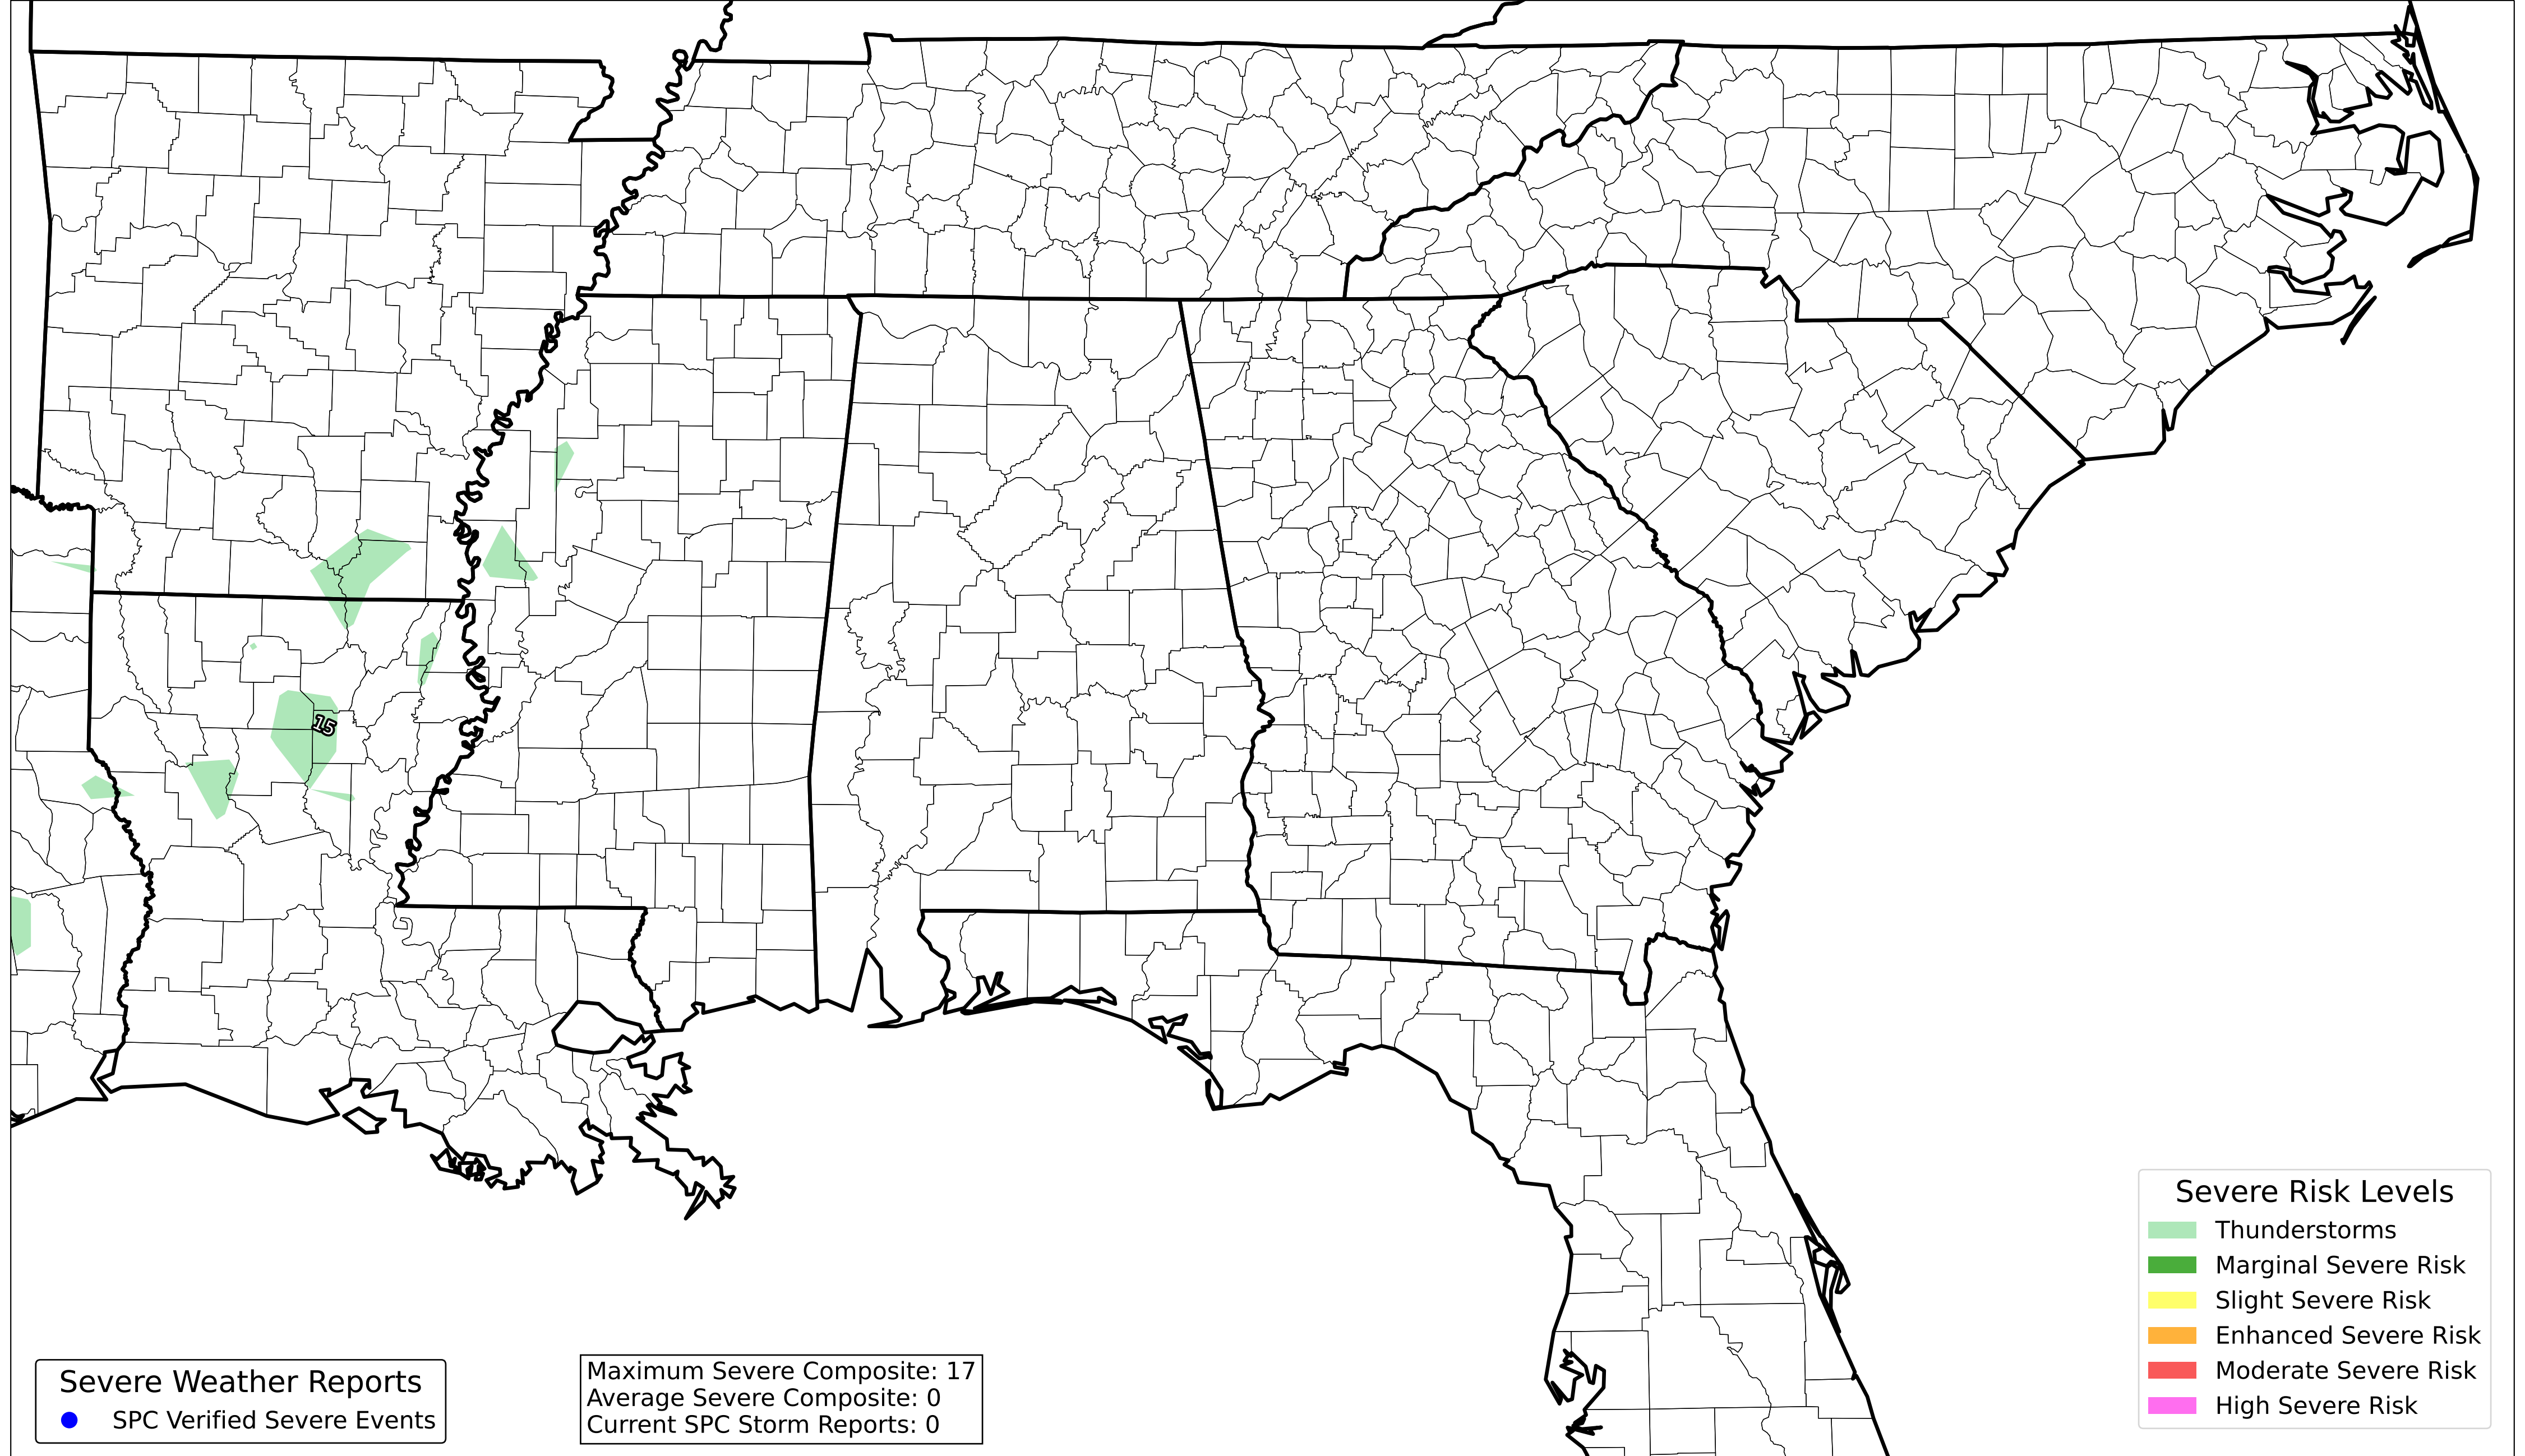 15
Severe Risk Levels
Thunderstorms
Marginal Severe Risk
Slight Severe Risk
Enhanced Severe Risk
Moderate Severe Risk
High Severe Risk
Severe Weather Reports
SPC Verified Severe Events
Maximum Severe Composite: 17
Average Severe Composite: 0
Current SPC Storm Reports: 0